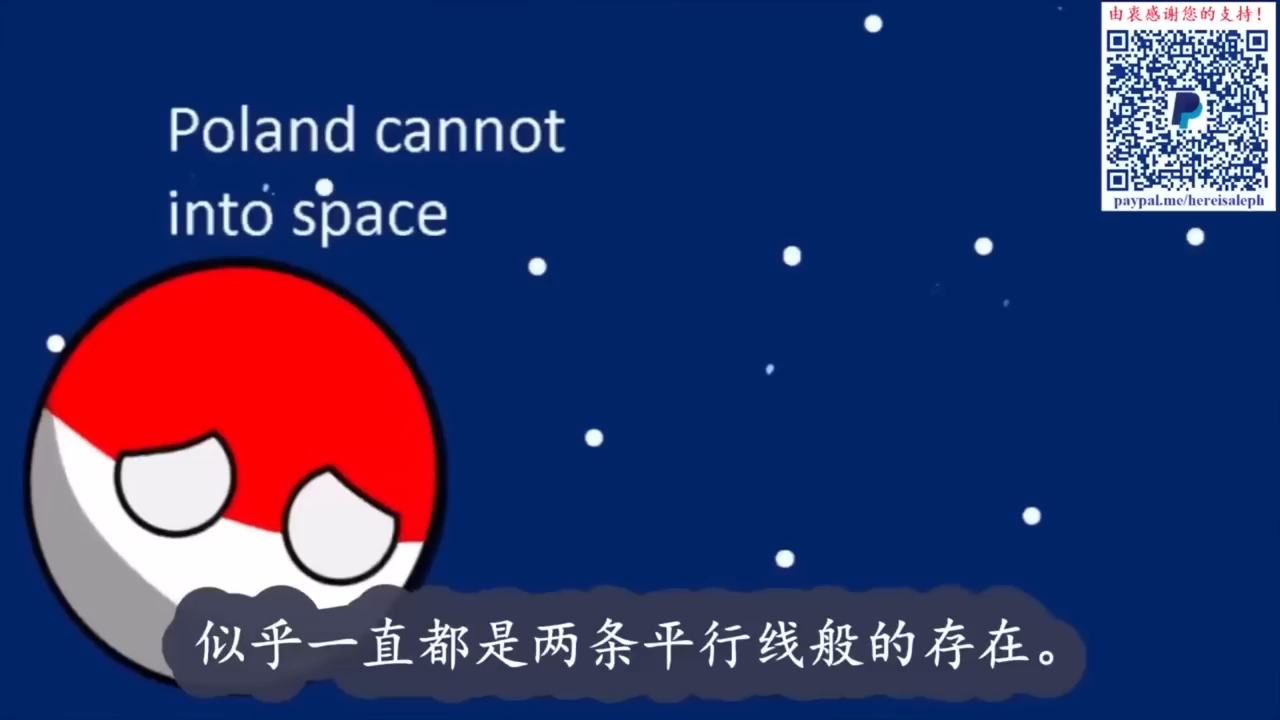 由衷感谢您的支持!
paypal.me/hereisaleph
Poland cannot
into space
似乎一直都是两条平行线般的存在。